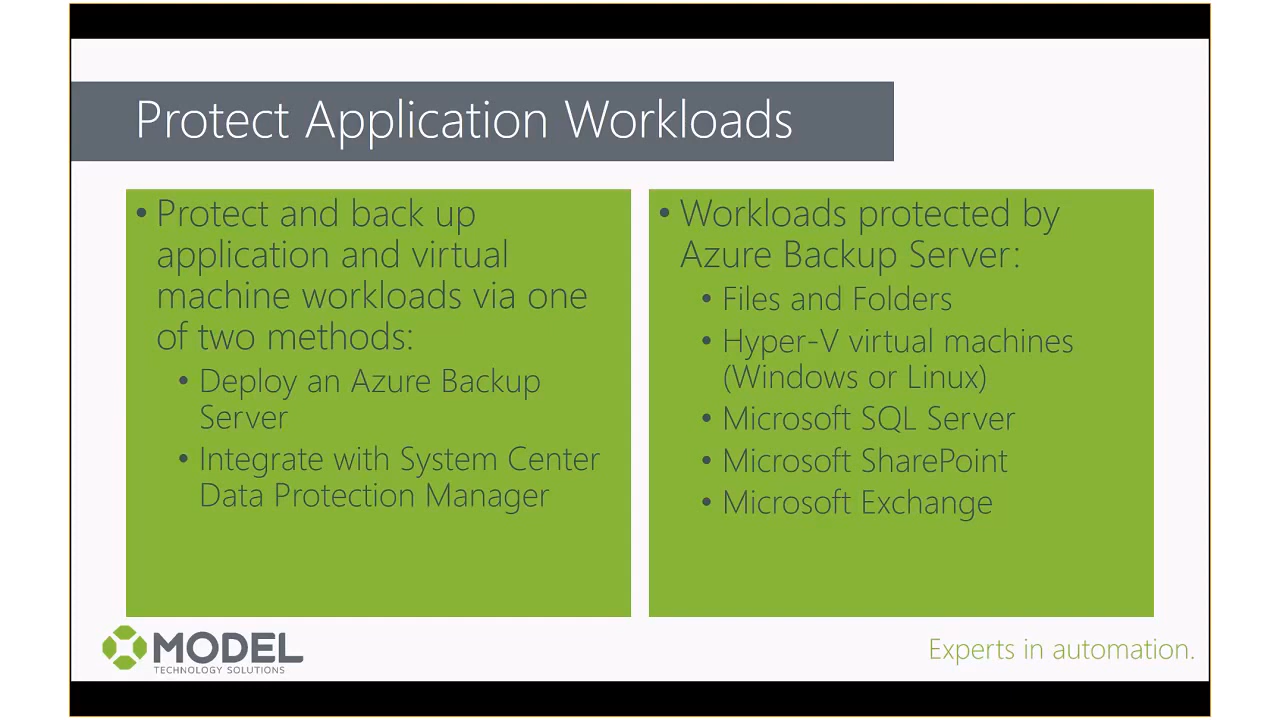 Protect Application Workloads
• Protect and back up
application and virtual
machine workloads via one
of two methods:
• Deploy an Azure Backup
Server
• Integrate with System Center
Data Protection Manager
• Workloads protected by
Azure Backup Server:
• Files and Folders
• Hyper-V virtual machines
(Windows or Linux)
• Microsoft SQL Server
• Microsoft SharePoint
• Microsoft Exchange
MODEL
TECHNOLOGY SOLUTIONS
Experts in automation.